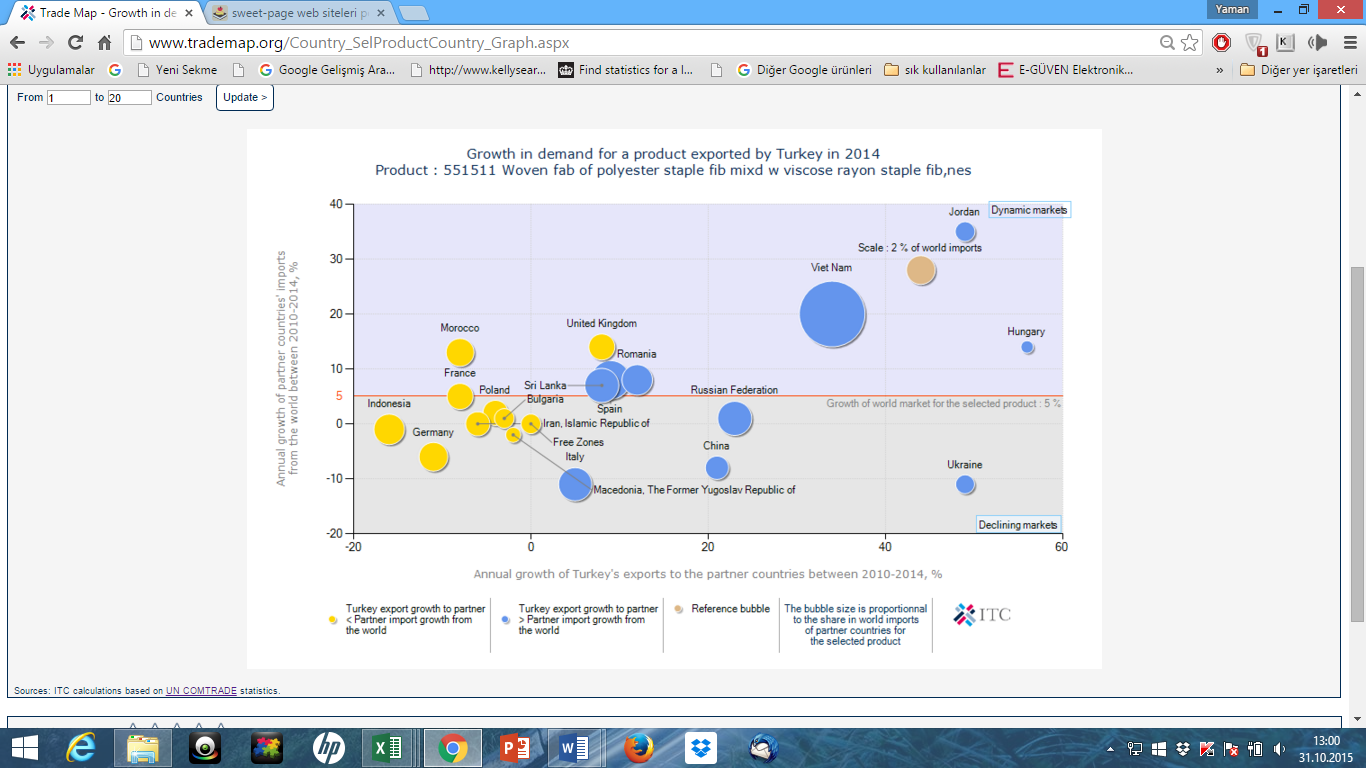 Trade Map - Growth in de
sweet-page web siteleri p
Yaman
www.trademap.org/Country_SelProductCountry_Graph.aspx
Uygulamalar
Yeni Sekme
Google Gelişmiş Ara...
http://www.kellysear...
Find statistics for a l...
Diğer Google ürünleri
sık kullanılanlar
E-GÜVEN Elektronik...
»
Diğer yer işaretleri
From 1 to 20 Countries Update >
Growth in demand for a product exported by Turkey in 2014
Product : 551511 Woven fab of polyester staple fib mixd w viscose rayon staple fib,nes
Annual growth of partner countries' imports
from the world between 2010-2014, %
40
30
20
10
5
0
-10
-20
Jordan
Dynamic markets
Scale : 2 % of world imports
Viet Nam
Morocco
United Kingdom
Hungary
Romania
France
Poland
Sri Lanka
Russian Federation
Bulgaria
Indonesia
Spain
Growth of world market for the selected product : 5 %
Germany
Iran, Islamic Republic of
Free Zones
China
Italy
Ukraine
Macedonia, The Former Yugoslav Republic of
Declining markets
-20
0
20
40
60
Annual growth of Turkey's exports to the partner countries between 2010-2014, %
Turkey export growth to partner
< Partner import growth from
the world
Turkey export growth to partner
> Partner import growth from
the world
Reference bubble
The bubble size is proportionnal
to the share in world imports
of partner countries for
the selected product
ITC
Sources: ITC calculations based on UN COMTRADE statistics.
13:00
31.10.2015